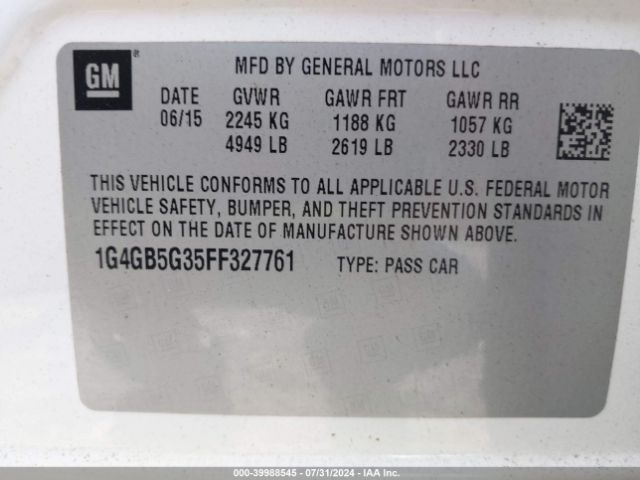 GM ®
MFD BY GENERAL MOTORS LLC
DATE GVWR GAWR FRT GAWR RR
06/15 2245 KG 1188 KG 1057 KG
4949 LB 2619 LB 2330 LB
THIS VEHICLE CONFORMS TO ALL APPLICABLE U.S. FEDERAL MOTOR
VEHICLE SAFETY, BUMPER, AND THEFT PREVENTION STANDARDS IN
EFFECT ON THE DATE OF MANUFACTURE SHOWN ABOVE.
1G4GB5G35FF327761 TYPE: PASS CAR
000-39988545 - 07/31/2024 - IAA Inc.